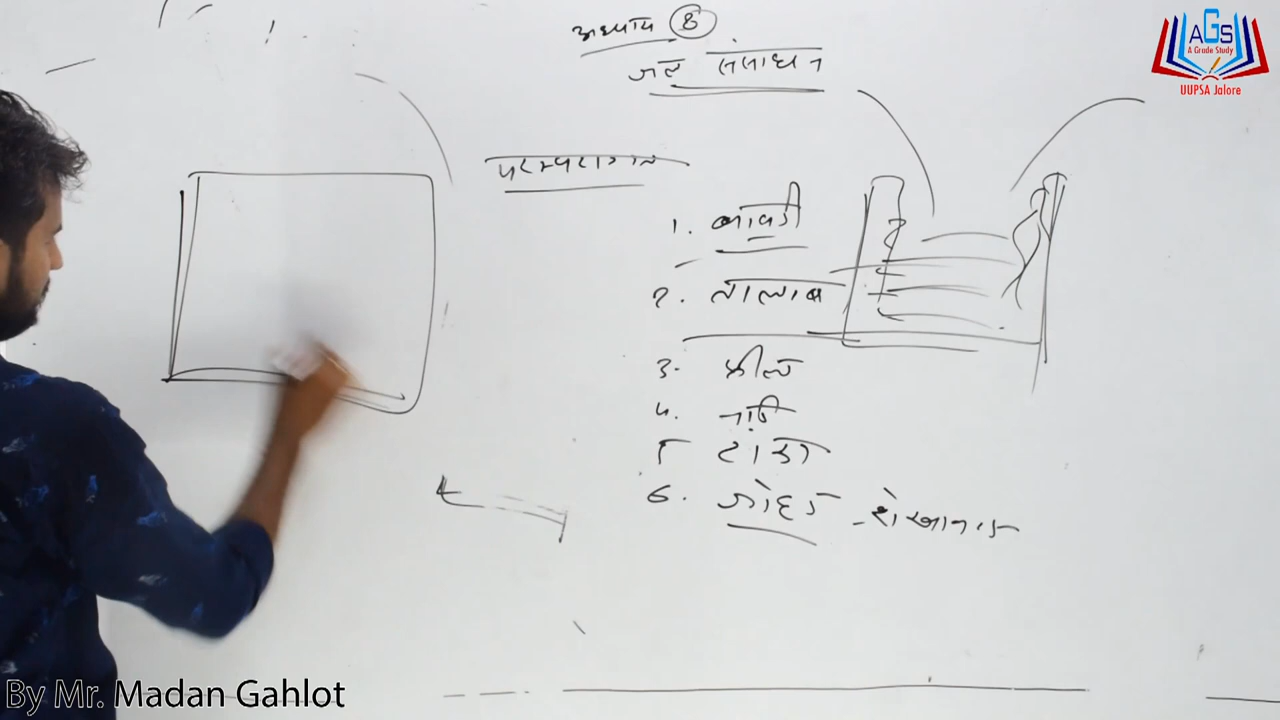 अध्याय 8
जल संसाधन
AGS
A Grade Study
UUPSA Jalore
परम्परागत
1. बावडी
2. तालाब
3. झील
4. नाडी
5 टांका
6. जोहड - शेखावाटी
By Mr. Madan Gahlot